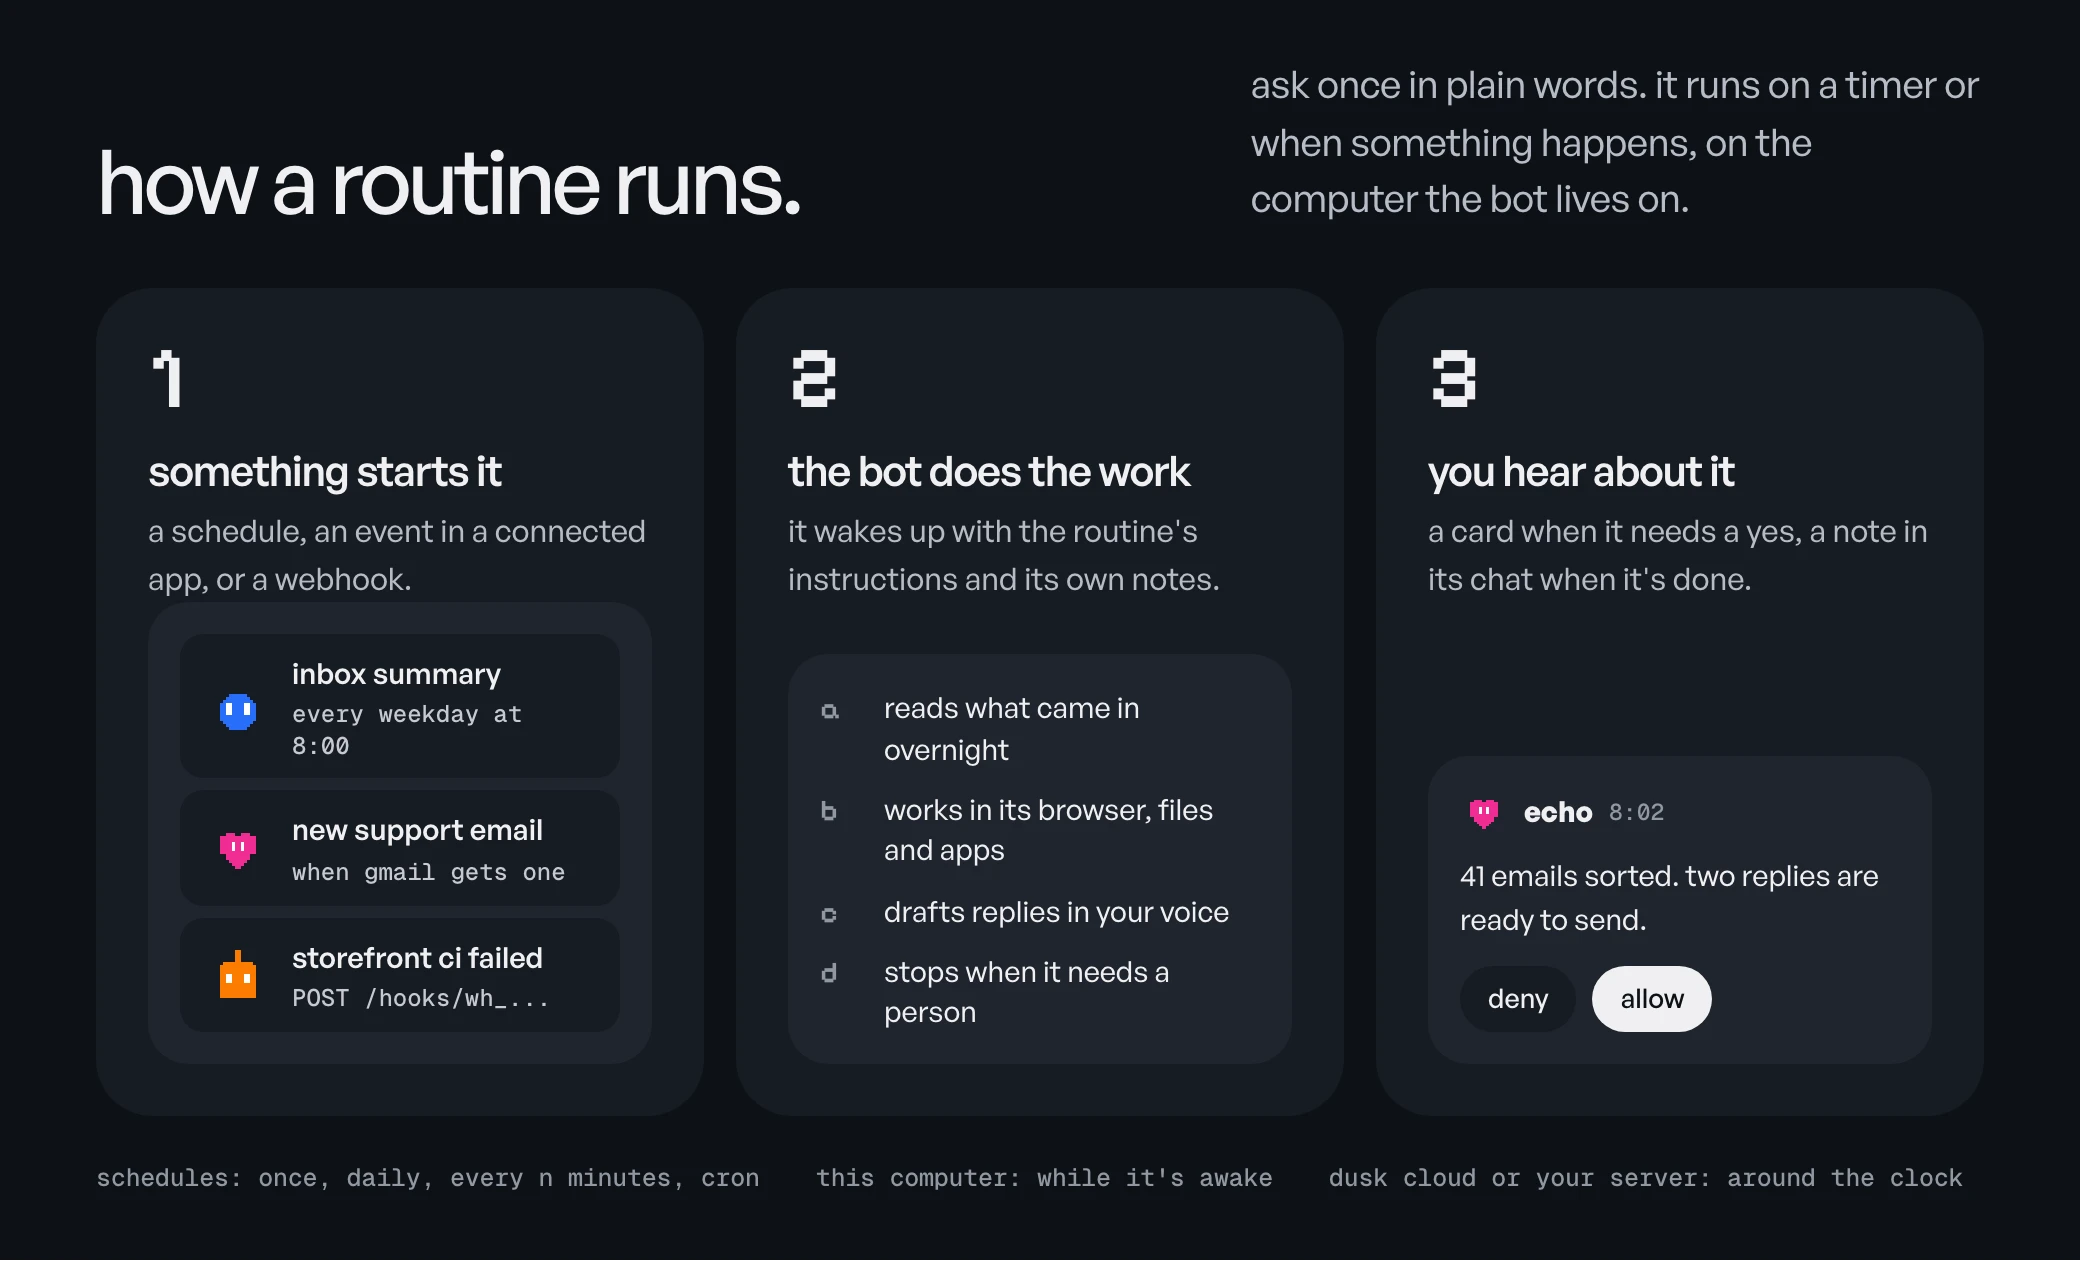 how a routine runs.
ask once in plain words. it runs on a timer or
when something happens, on the
computer the bot lives on.
1
something starts it
a schedule, an event in a connected
app, or a webhook.
inbox summary
every weekday at
8:00
new support email
when gmail gets one
storefront ci failed
POST /hooks/wh_...
2
the bot does the work
it wakes up with the routine's
instructions and its own notes.
a
reads what came in
overnight
b
works in its browser, files
and apps
c
drafts replies in your voice
d
stops when it needs a
person
3
you hear about it
a card when it needs a yes, a note in
its chat when it's done.
echo 8:02
41 emails sorted. two replies are
ready to send.
deny allow
schedules: once, daily, every n minutes, cron
this computer: while it's awake
dusk cloud or your server: around the clock